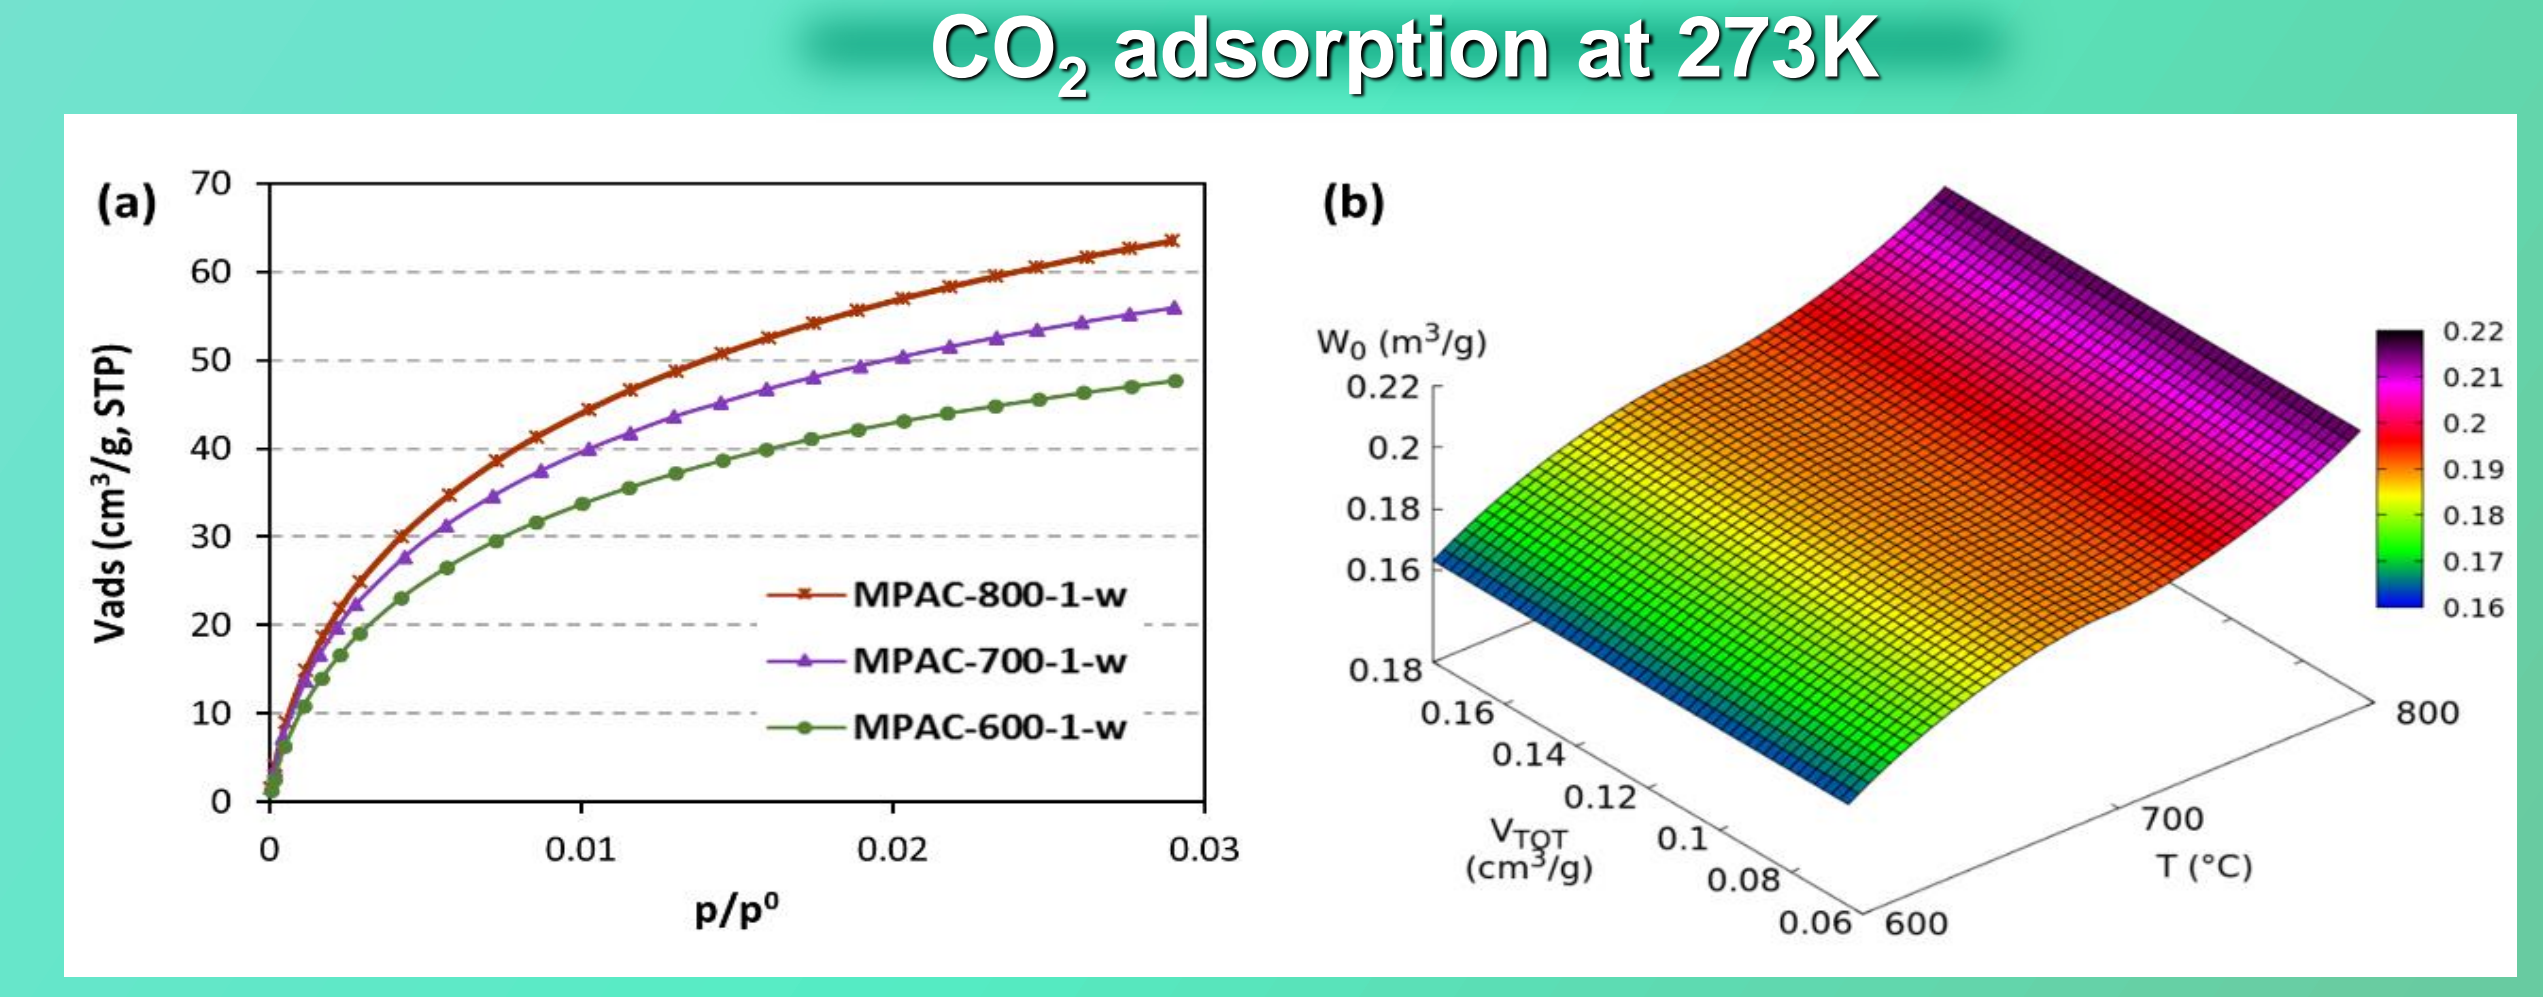 CO₂ adsorption at 273K
(a)
70
60
50
40
30
20
10
0
Vads (cm³/g, STP)
MPAC-800-1-w
MPAC-700-1-w
MPAC-600-1-w
0 0.01 0.02 0.03
p/p⁰
(b)
W₀ (m³/g)
0.22
0.2
0.18
0.16
0.18
0.16
0.14
0.12
0.1
0.08
0.06
V_TOT
(cm³/g)
600
700
800
T (°C)
0.22
0.21
0.2
0.19
0.18
0.17
0.16